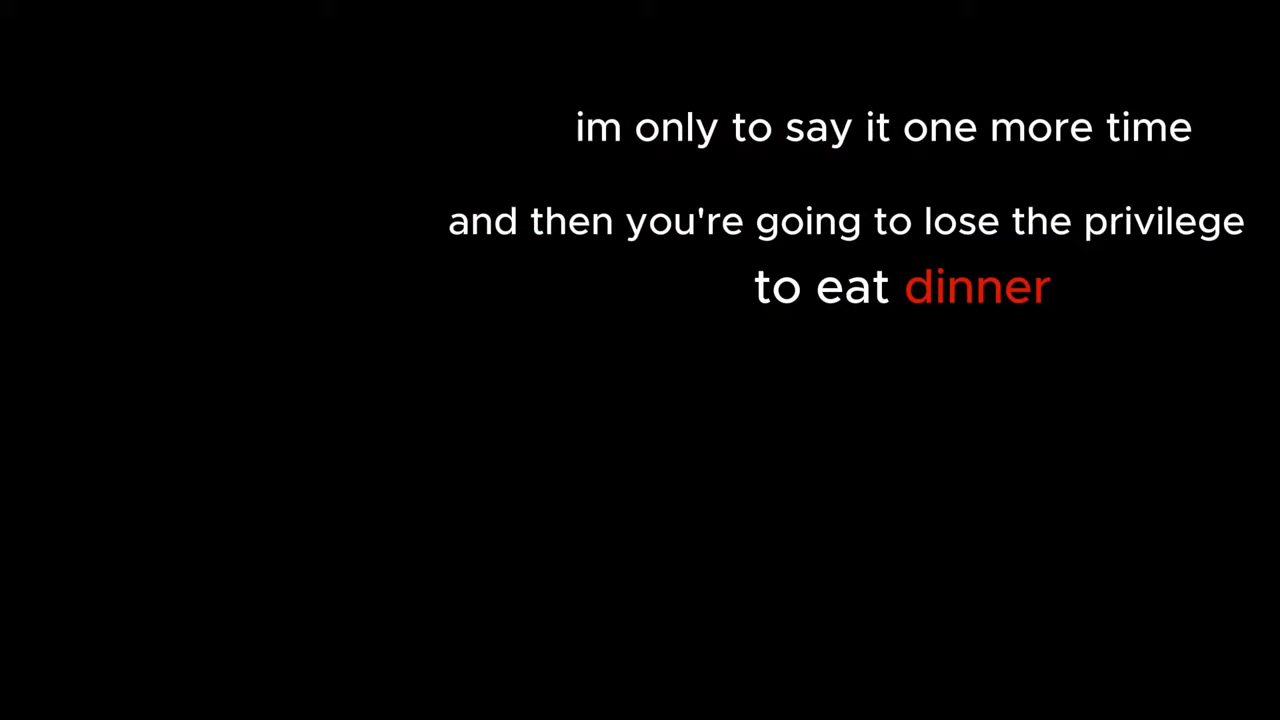 im only to say it one more time
and then you're going to lose the privilege
to eat dinner